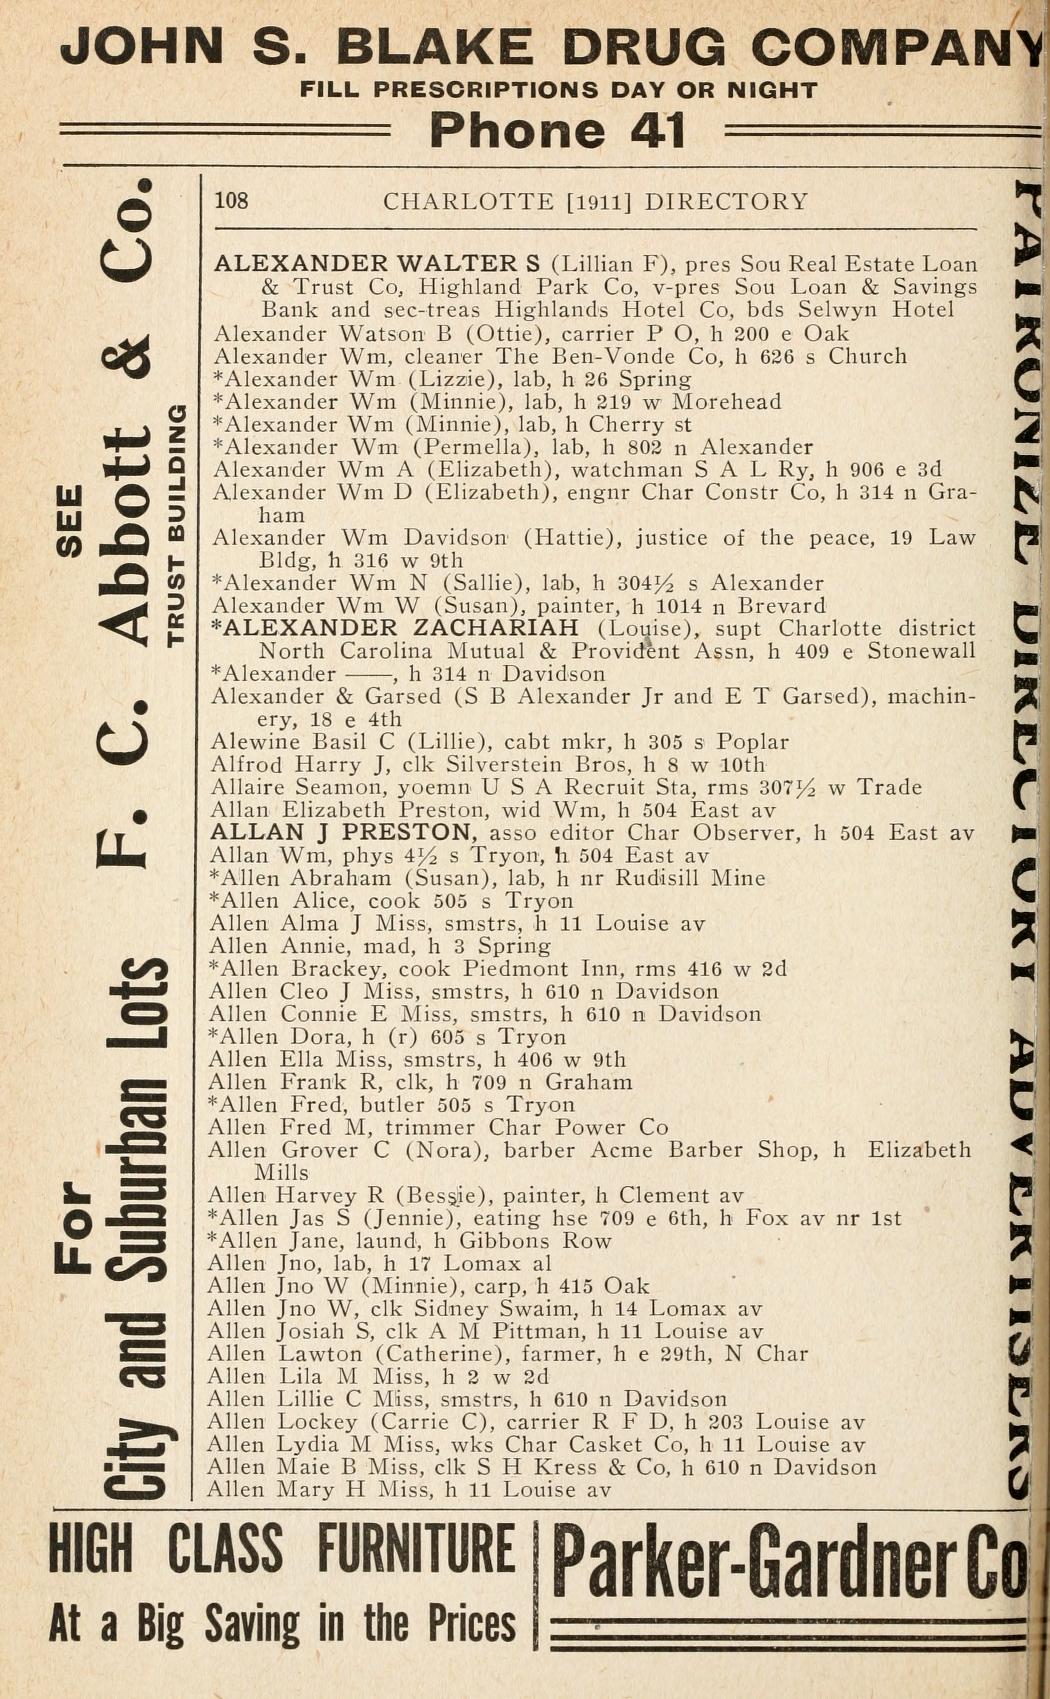 JOHN S. BLAKE DRUG COMPANY
FILL PRESCRIPTIONS DAY OR NIGHT
Phone 41
SEE
F. C. Abbott & Co.
TRUST BUILDING
For
City and Suburban Lots
108 CHARLOTTE [1911] DIRECTORY
ALEXANDER WALTER S (Lillian F), pres Sou Real Estate Loan
& Trust Co, Highland Park Co, v-pres Sou Loan & Savings
Bank and sec-treas Highlands Hotel Co, bds Selwyn Hotel
Alexander Watson B (Ottie), carrier P O, h 200 e Oak
Alexander Wm, cleaner The Ben-Vonde Co, h 626 s Church
*Alexander Wm (Lizzie), lab, h 26 Spring
*Alexander Wm (Minnie), lab, h 219 w Morehead
*Alexander Wm (Minnie), lab, h Cherry st
*Alexander Wm (Permella), lab, h 802 n Alexander
Alexander Wm A (Elizabeth), watchman S A L Ry, h 906 e 3d
Alexander Wm D (Elizabeth), engnr Char Constr Co, h 314 n Gra-
ham
Alexander Wm Davidson (Hattie), justice of the peace, 19 Law
Bldg, h 316 w 9th
*Alexander Wm N (Sallie), lab, h 304½ s Alexander
Alexander Wm W (Susan), painter, h 1014 n Brevard
*ALEXANDER ZACHARIAH (Louise), supt Charlotte district
North Carolina Mutual & Provident Assn, h 409 e Stonewall
*Alexander ——, h 314 n Davidson
Alexander & Garsed (S B Alexander Jr and E T Garsed), machin-
ery, 18 e 4th
Alewine Basil C (Lillie), cabt mkr, h 305 s Poplar
Alfrod Harry J, clk Silverstein Bros, h 8 w 10th
Allaire Seamon, yoemn U S A Recruit Sta, rms 307½ w Trade
Allan Elizabeth Preston, wid Wm, h 504 East av
ALLAN J PRESTON, asso editor Char Observer, h 504 East av
Allan Wm, phys 4½ s Tryon, h 504 East av
*Allen Abraham (Susan), lab, h nr Rudisill Mine
*Allen Alice, cook 505 s Tryon
Allen Alma J Miss, smstrs, h 11 Louise av
Allen Annie, mad, h 3 Spring
*Allen Brackey, cook Piedmont Inn, rms 416 w 2d
Allen Cleo J Miss, smstrs, h 610 n Davidson
Allen Connie E Miss, smstrs, h 610 n Davidson
*Allen Dora, h (r) 605 s Tryon
Allen Ella Miss, smstrs, h 406 w 9th
Allen Frank R, clk, h 709 n Graham
*Allen Fred, butler 505 s Tryon
Allen Fred M, trimmer Char Power Co
Allen Grover C (Nora), barber Acme Barber Shop, h Elizabeth
Mills
Allen Harvey R (Bessie), painter, h Clement av
*Allen Jas S (Jennie), eating hse 709 e 6th, h Fox av nr 1st
*Allen Jane, laund, h Gibbons Row
Allen Jno, lab, h 17 Lomax al
Allen Jno W (Minnie), carp, h 415 Oak
Allen Jno W, clk Sidney Swaim, h 14 Lomax av
Allen Josiah S, clk A M Pittman, h 11 Louise av
Allen Lawton (Catherine), farmer, h e 29th, N Char
Allen Lila M Miss, h 2 w 2d
Allen Lillie C Miss, smstrs, h 610 n Davidson
Allen Lockey (Carrie C), carrier R F D, h 203 Louise av
Allen Lydia M Miss, wks Char Casket Co, h 11 Louise av
Allen Maie B Miss, clk S H Kress & Co, h 610 n Davidson
Allen Mary H Miss, h 11 Louise av
PATRONIZE DIRECTORY ADVERTISERS
HIGH CLASS FURNITURE
At a Big Saving in the Prices
Parker-Gardner Co